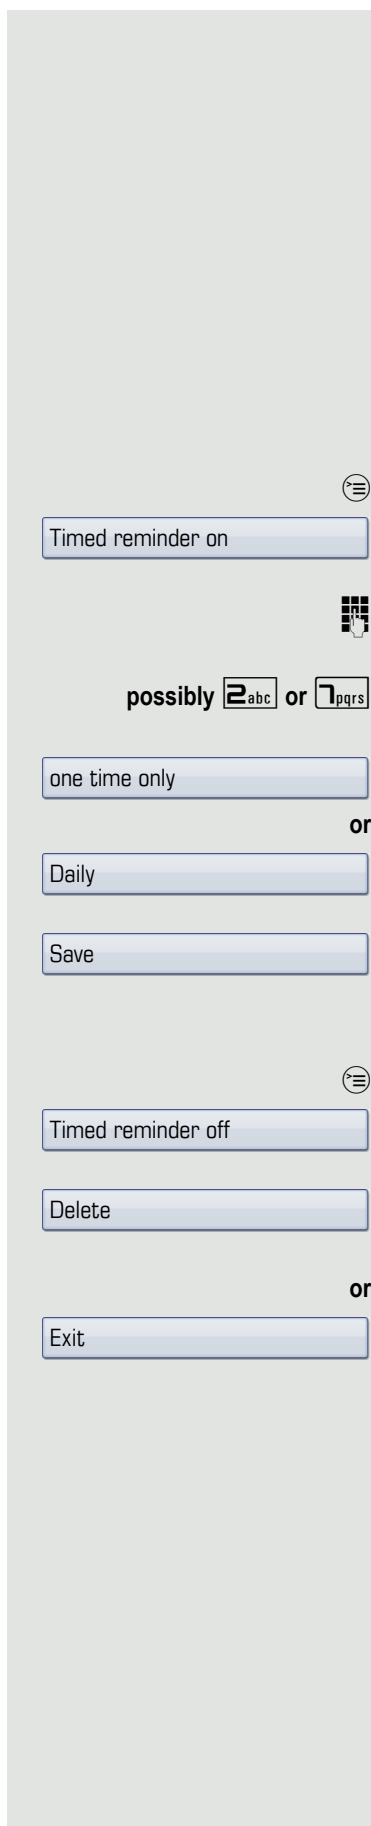 Timed reminder on
possibly 2abc or 7pqrs
one time only
or
Daily
Save
Timed reminder off
Delete
or
Exit